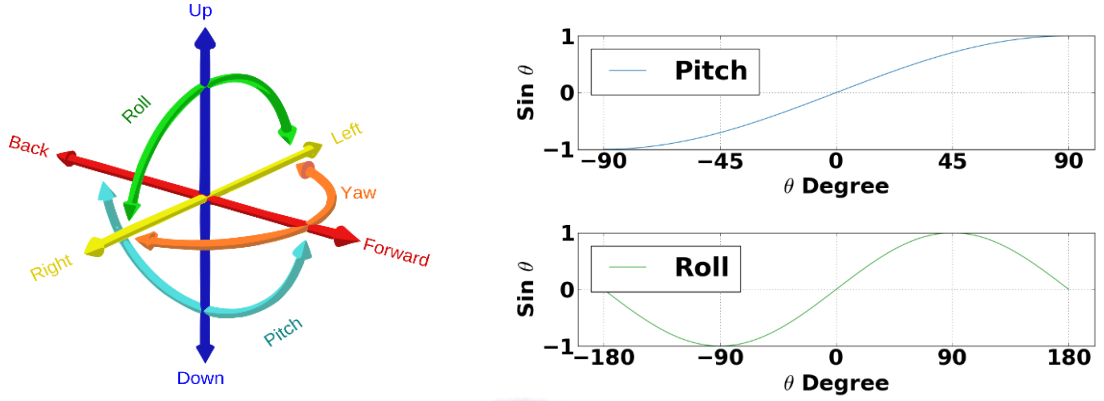 Up
Roll
Back
Left
Yaw
Right
Forward
Pitch
Down
Sin θ
1
0
−1
Pitch
−90
−45
0
45
90
θ Degree
Sin θ
1
0
−1
Roll
−180
−90
0
90
180
θ Degree